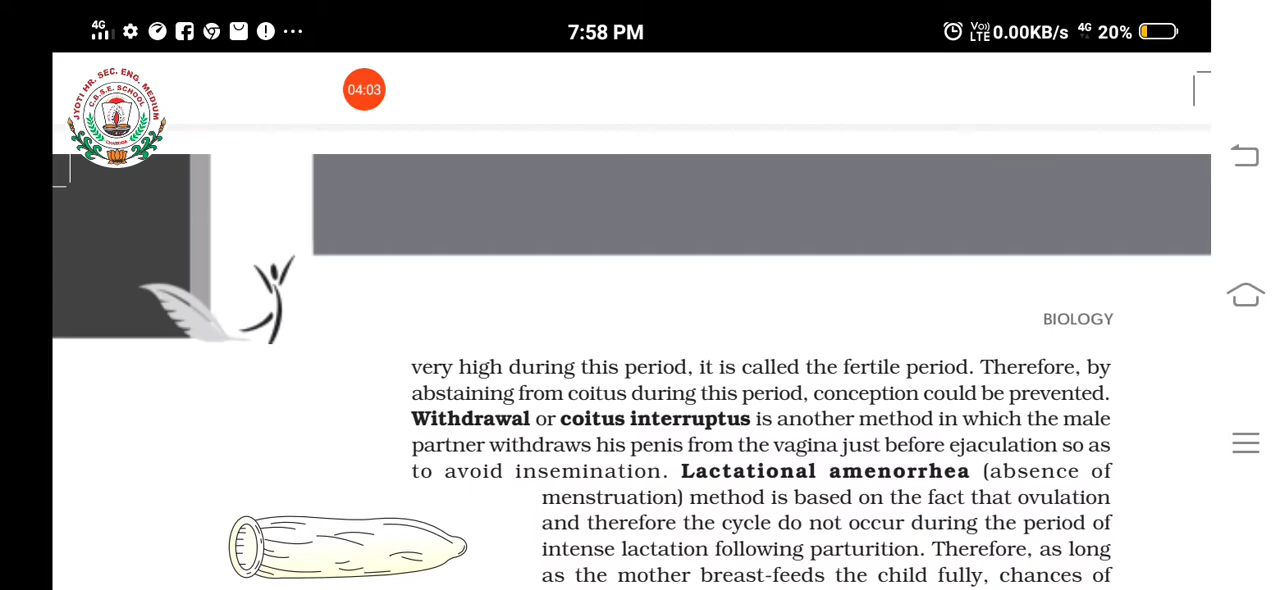 4G
7:58 PM
Vo)) LTE 0.00KB/s 4G 20%
JYOTI HR. SEC. ENG. MEDIUM
C.B.S.E. SCHOOL
04:03
BIOLOGY
very high during this period, it is called the fertile period. Therefore, by
abstaining from coitus during this period, conception could be prevented.
Withdrawal or coitus interruptus is another method in which the male
partner withdraws his penis from the vagina just before ejaculation so as
to avoid insemination. Lactational amenorrhea (absence of
menstruation) method is based on the fact that ovulation
and therefore the cycle do not occur during the period of
intense lactation following parturition. Therefore, as long
as the mother breast-feeds the child fully, chances of